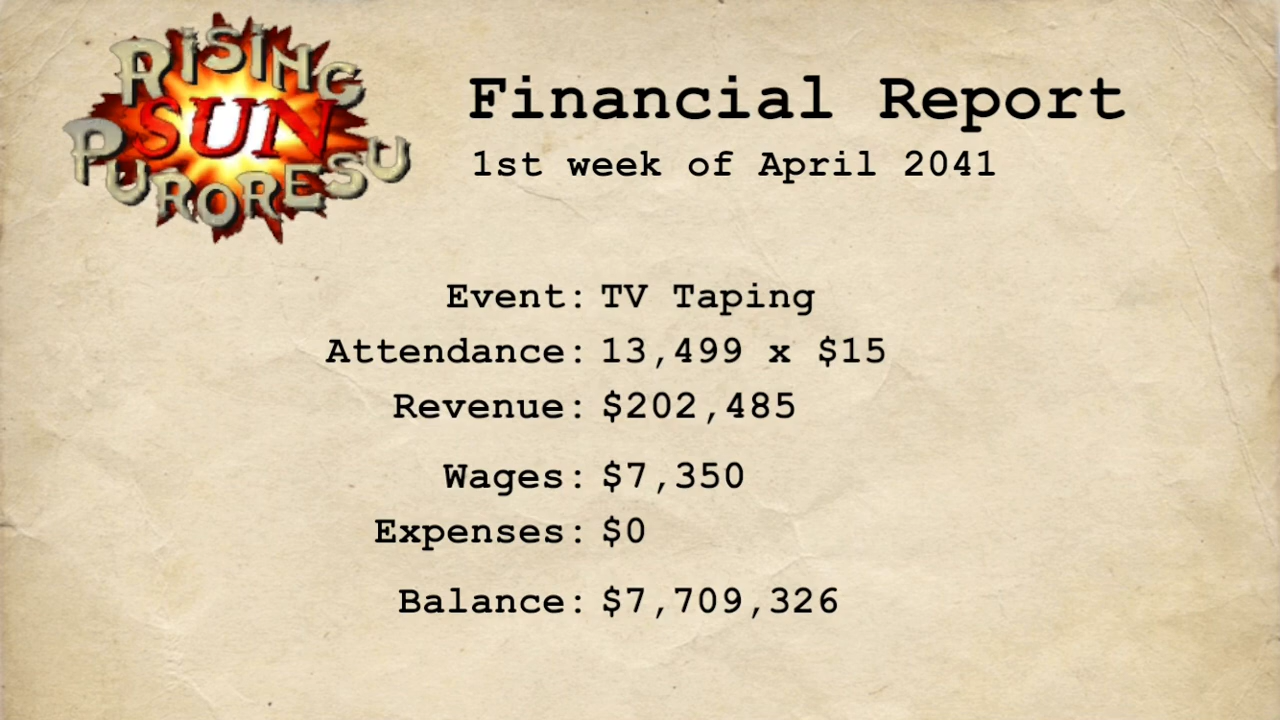 RISING
SUN
PURORESU
Financial Report
1st week of April 2041
Event: TV Taping
Attendance: 13,499 x $15
Revenue: $202,485
Wages: $7,350
Expenses: $0
Balance: $7,709,326